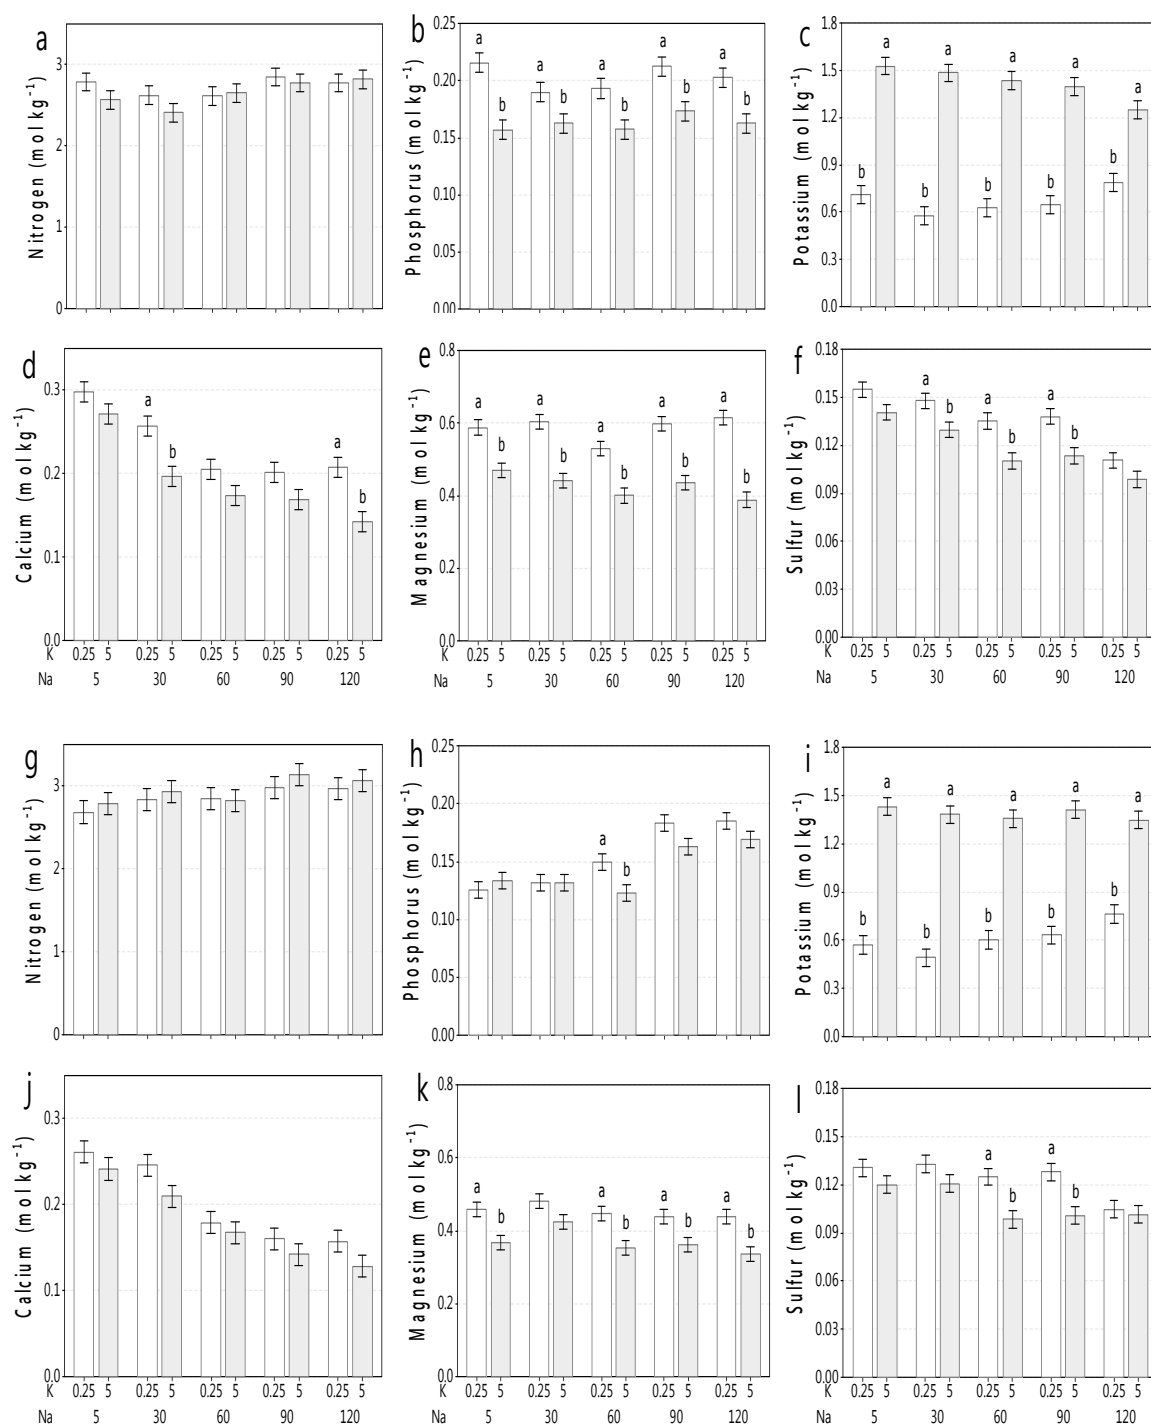 a
Nitrogen (mol kg⁻¹)
3
2
1
0
b
Phosphorus (mol kg⁻¹)
0.25
0.20
0.15
0.10
0.05
0.00
a b a b a b a b a b
c
Potassium (mol kg⁻¹)
1.8
1.5
1.2
0.9
0.6
0.3
0.0
b a b a b a b a b a
d
Calcium (mol kg⁻¹)
0.3
0.2
0.1
0.0
a b a b
K 0.25 5 0.25 5 0.25 5 0.25 5 0.25 5
Na 5 30 60 90 120
e
Magnesium (mol kg⁻¹)
0.8
0.6
0.4
0.2
0.0
a b a b a b a b a b
0.25 5 0.25 5 0.25 5 0.25 5 0.25 5
5 30 60 90 120
f
Sulfur (mol kg⁻¹)
0.18
0.15
0.12
0.09
0.06
0.03
0.00
a b a b a b
K 0.25 5 0.25 5 0.25 5 0.25 5 0.25 5
Na 5 30 60 90 120
g
Nitrogen (mol kg⁻¹)
3
2
1
0
h
Phosphorus (mol kg⁻¹)
0.25
0.20
0.15
0.10
0.05
0.00
a b
i
Potassium (mol kg⁻¹)
1.8
1.5
1.2
0.9
0.6
0.3
0.0
b a b a b a b a b a
j
Calcium (mol kg⁻¹)
0.3
0.2
0.1
0.0
K 0.25 5 0.25 5 0.25 5 0.25 5 0.25 5
Na 5 30 60 90 120
k
Magnesium (mol kg⁻¹)
0.8
0.6
0.4
0.2
0.0
a b a b a b a b
0.25 5 0.25 5 0.25 5 0.25 5 0.25 5
5 30 60 90 120
l
Sulfur (mol kg⁻¹)
0.18
0.15
0.12
0.09
0.06
0.03
0.00
a b a b
K 0.25 5 0.25 5 0.25 5 0.25 5 0.25 5
Na 5 30 60 90 120